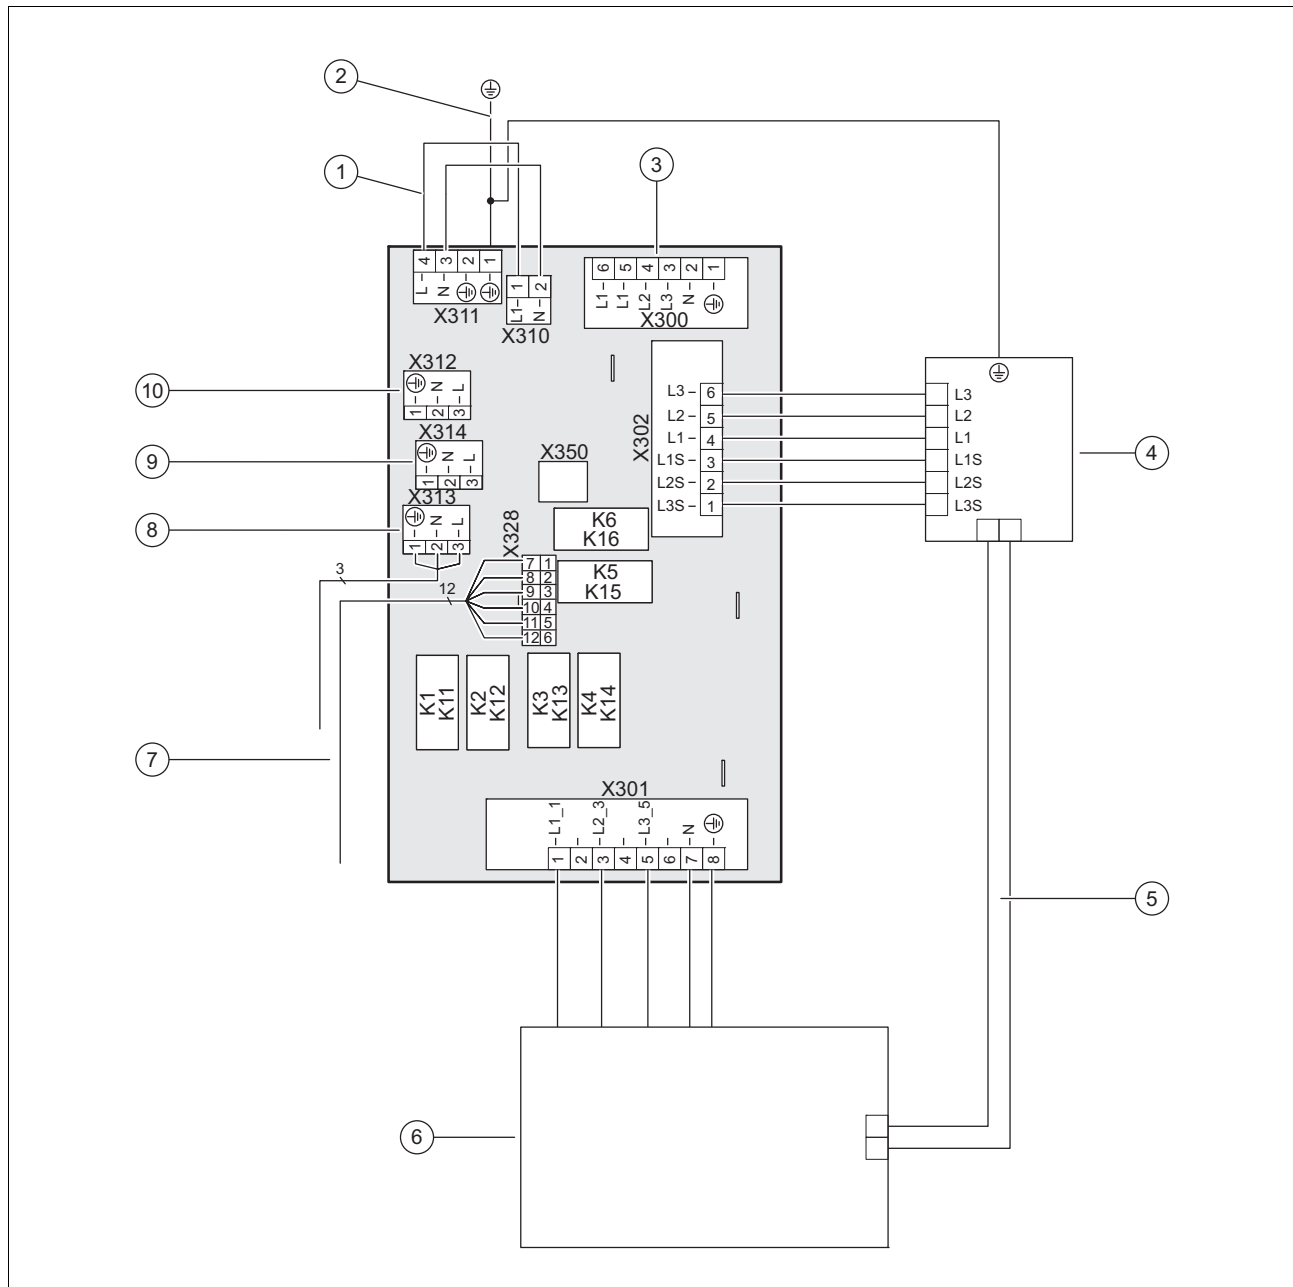 2
1
3
4 3 2 1
L- N- - -
X311
1 2
L1- N-
X310
6 5 4 3 2 1
L1- L1- L2- L3- N- -
X300
10
X312
- -N -L
1 2 3
9
X314
- -N -L
1 2 3
8
X313
- -N -L
1 2 3
X350
X302
L3- 6
L2- 5
L1- 4
L1S- 3
L2S- 2
L3S- 1
L3
L2
L1
L1S
L2S
L3S
4
K6
K16
X328
7 1
8 2
9 3
10 4
11 5
12 6
K5
K15
3
12
K1
K11
K2
K12
K3
K13
K4
K14
7
X301
-L1_1 - -L2_3 - -L3_5 - -N -
1 2 3 4 5 6 7 8
5
6